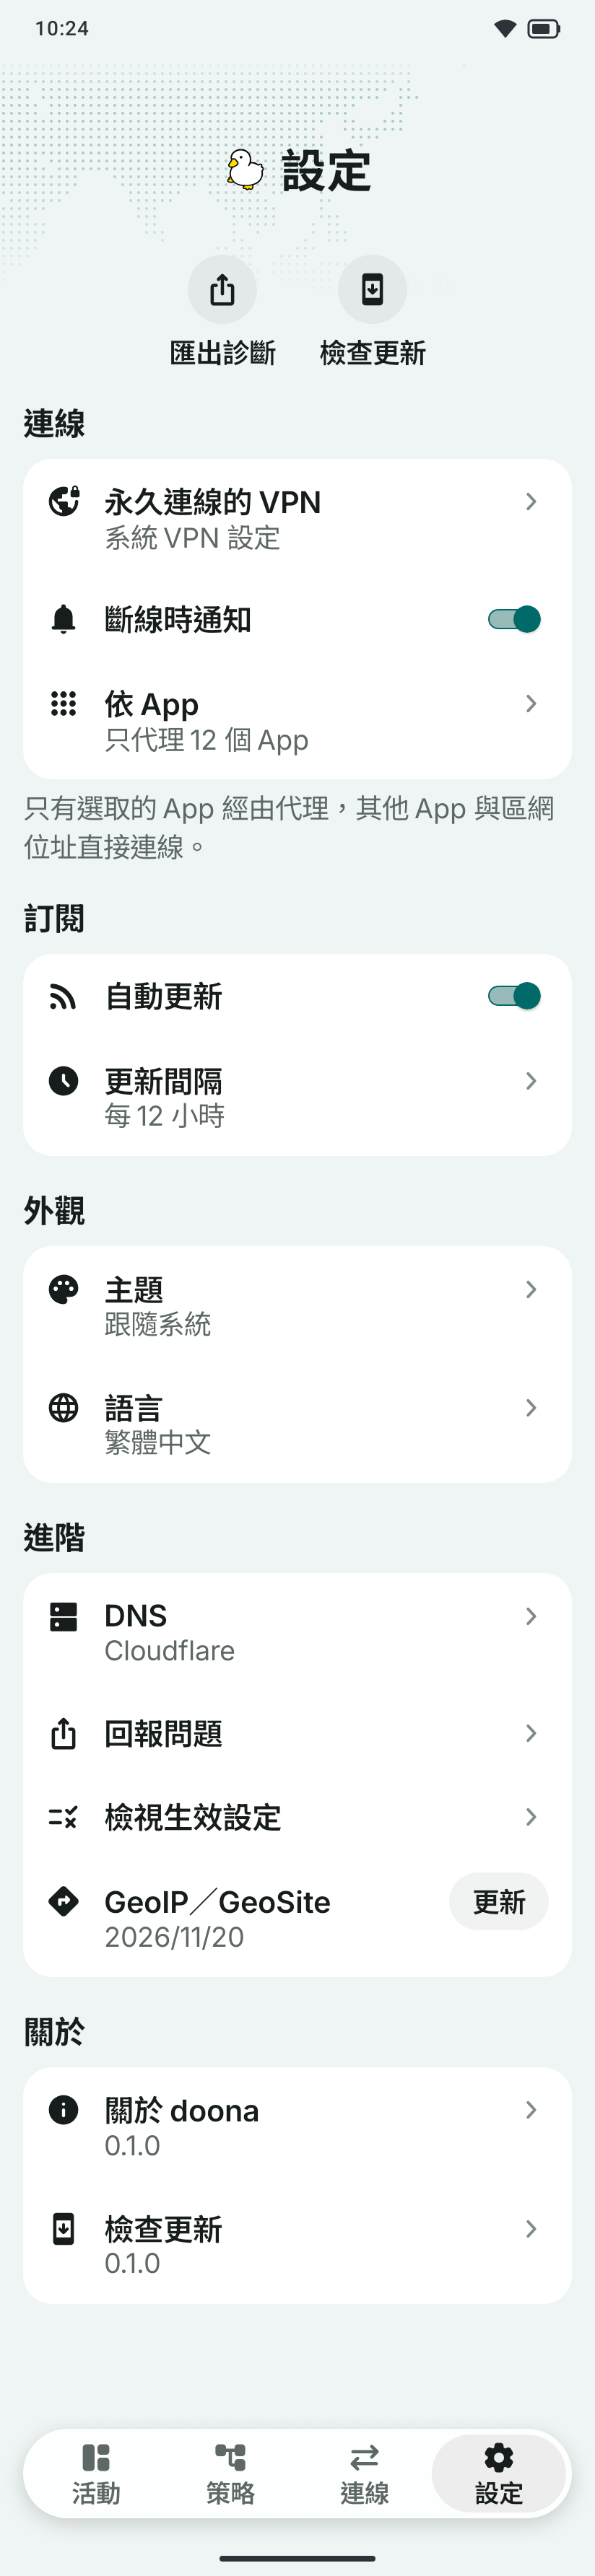 10:24
設定
匯出診斷
檢查更新
連線
永久連線的 VPN
系統 VPN 設定
斷線時通知
依 App
只代理 12 個 App
只有選取的 App 經由代理，其他 App 與區網
位址直接連線。
訂閱
自動更新
更新間隔
每 12 小時
外觀
主題
跟隨系統
語言
繁體中文
進階
DNS
Cloudflare
回報問題
檢視生效設定
GeoIP／GeoSite
更新
2026/11/20
關於
關於 doona
0.1.0
檢查更新
0.1.0
活動
策略
連線
設定